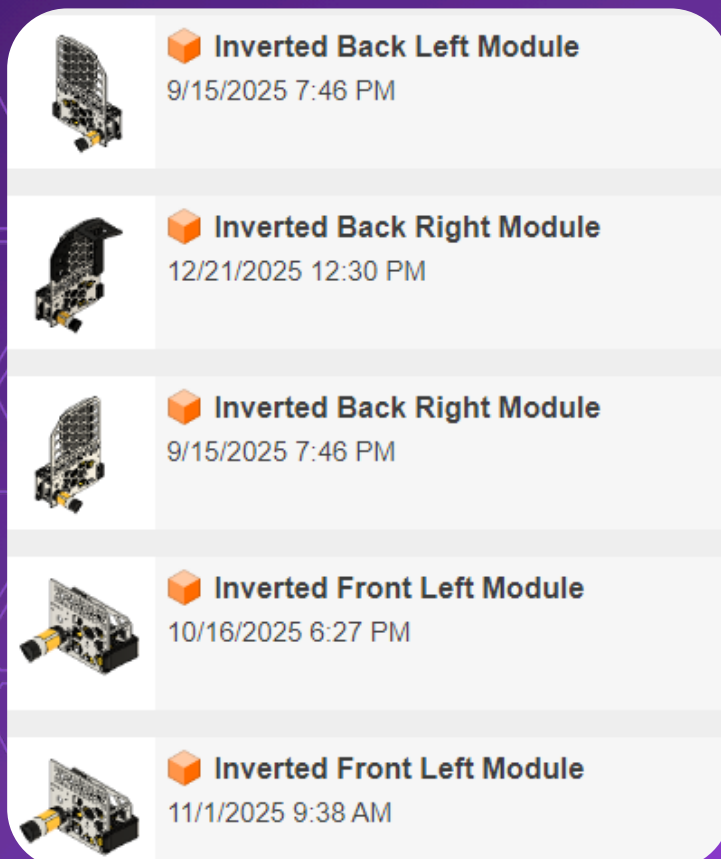 Inverted Back Left Module
9/15/2025 7:46 PM
Inverted Back Right Module
12/21/2025 12:30 PM
Inverted Back Right Module
9/15/2025 7:46 PM
Inverted Front Left Module
10/16/2025 6:27 PM
Inverted Front Left Module
11/1/2025 9:38 AM